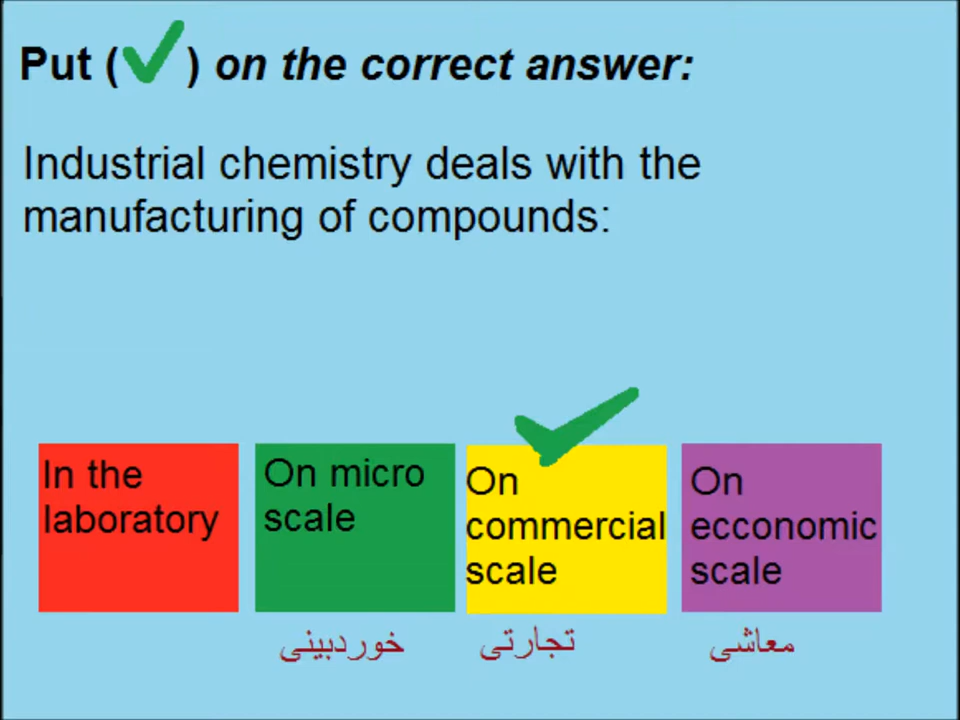 Put (✓) on the correct answer:
Industrial chemistry deals with the
manufacturing of compounds:
In the
laboratory
On micro
scale
On
commercial
scale
On
ecconomic
scale
خوردبینی
تجارتی
معاشی